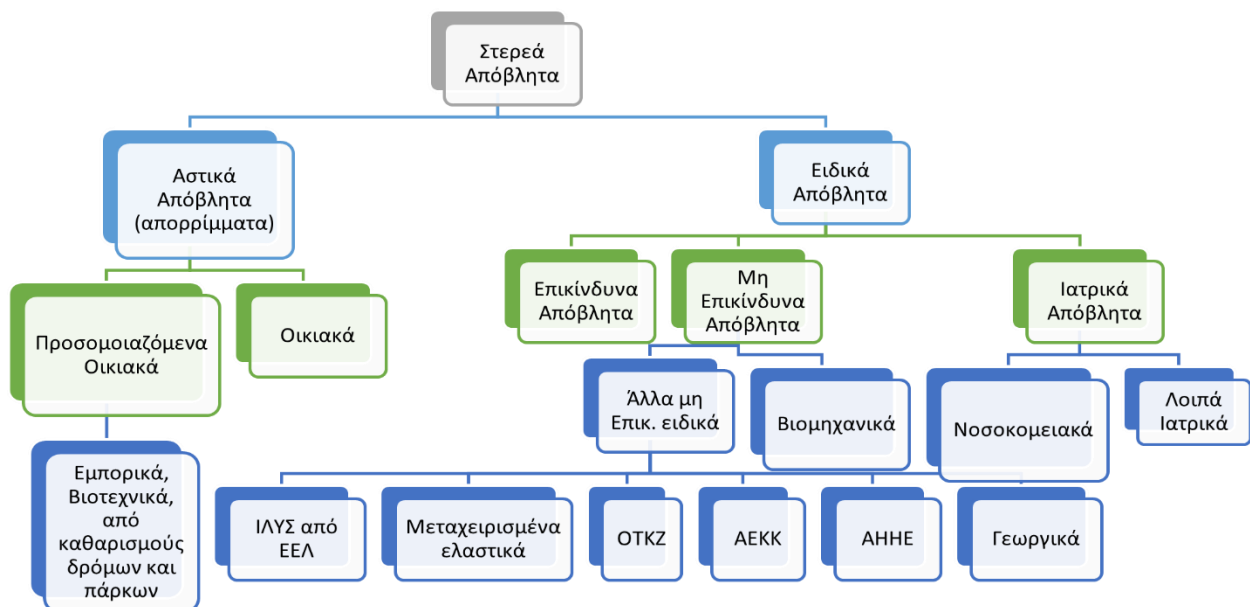 Στερεά
Απόβλητα
Αστικά
Απόβλητα
(απορρίμματα)
Ειδικά
Απόβλητα
Προσομοιαζόμενα
Οικιακά
Οικιακά
Επικίνδυνα
Απόβλητα
Μη
Επικίνδυνα
Απόβλητα
Ιατρικά
Απόβλητα
Εμπορικά,
Βιοτεχνικά,
από
καθαρισμούς
δρόμων και
πάρκων
Άλλα μη
Επικ. ειδικά
Βιομηχανικά
Νοσοκομειακά
Λοιπά
Ιατρικά
ΙΛΥΣ από
ΕΕΛ
Μεταχειρισμένα
ελαστικά
ΟΤΚΖ
ΑΕΚΚ
ΑΗΗΕ
Γεωργικά